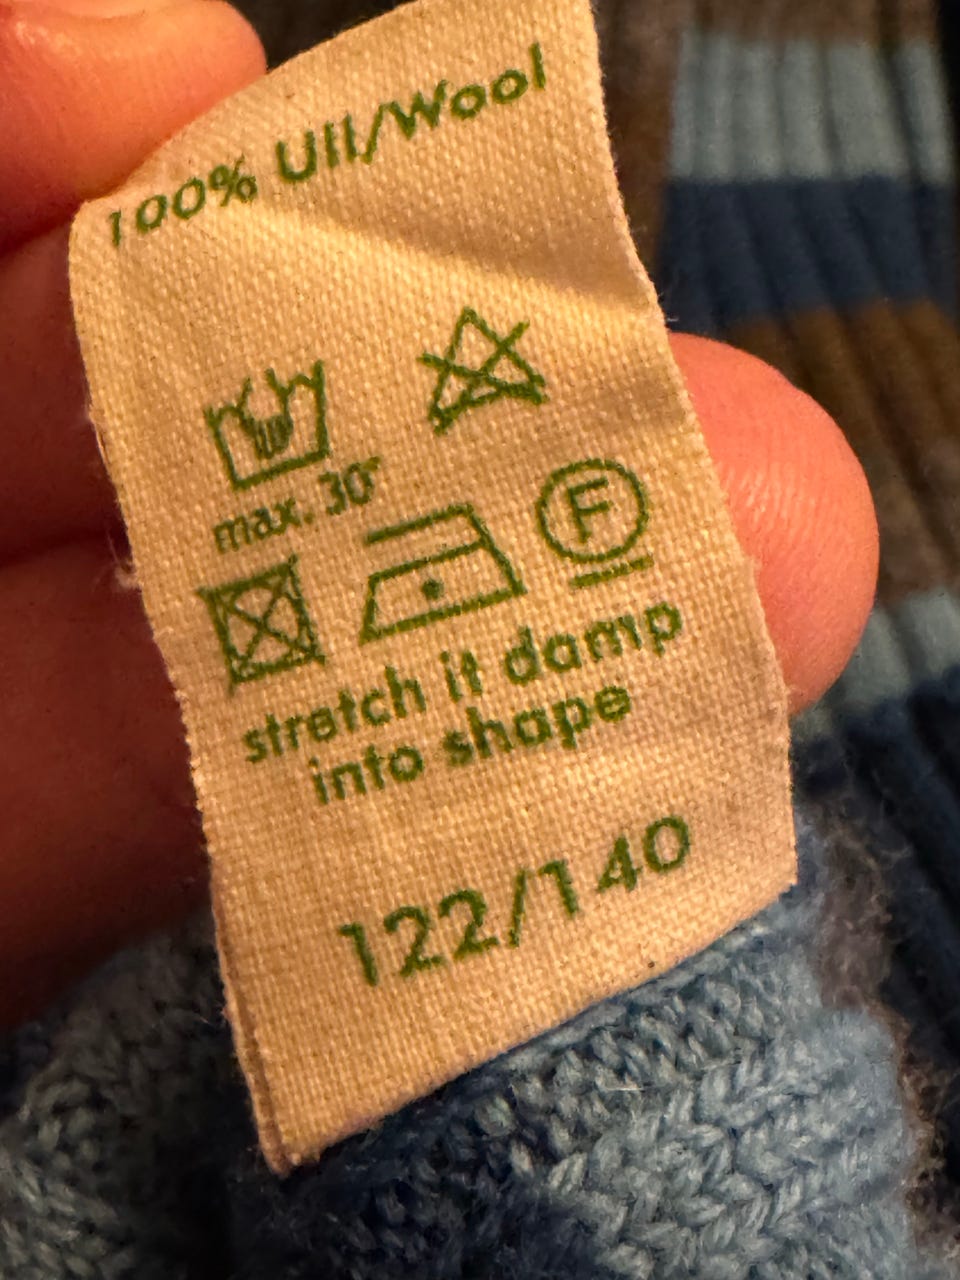 100% Ull/Wool
max. 30°
F
stretch it damp
into shape
122/140